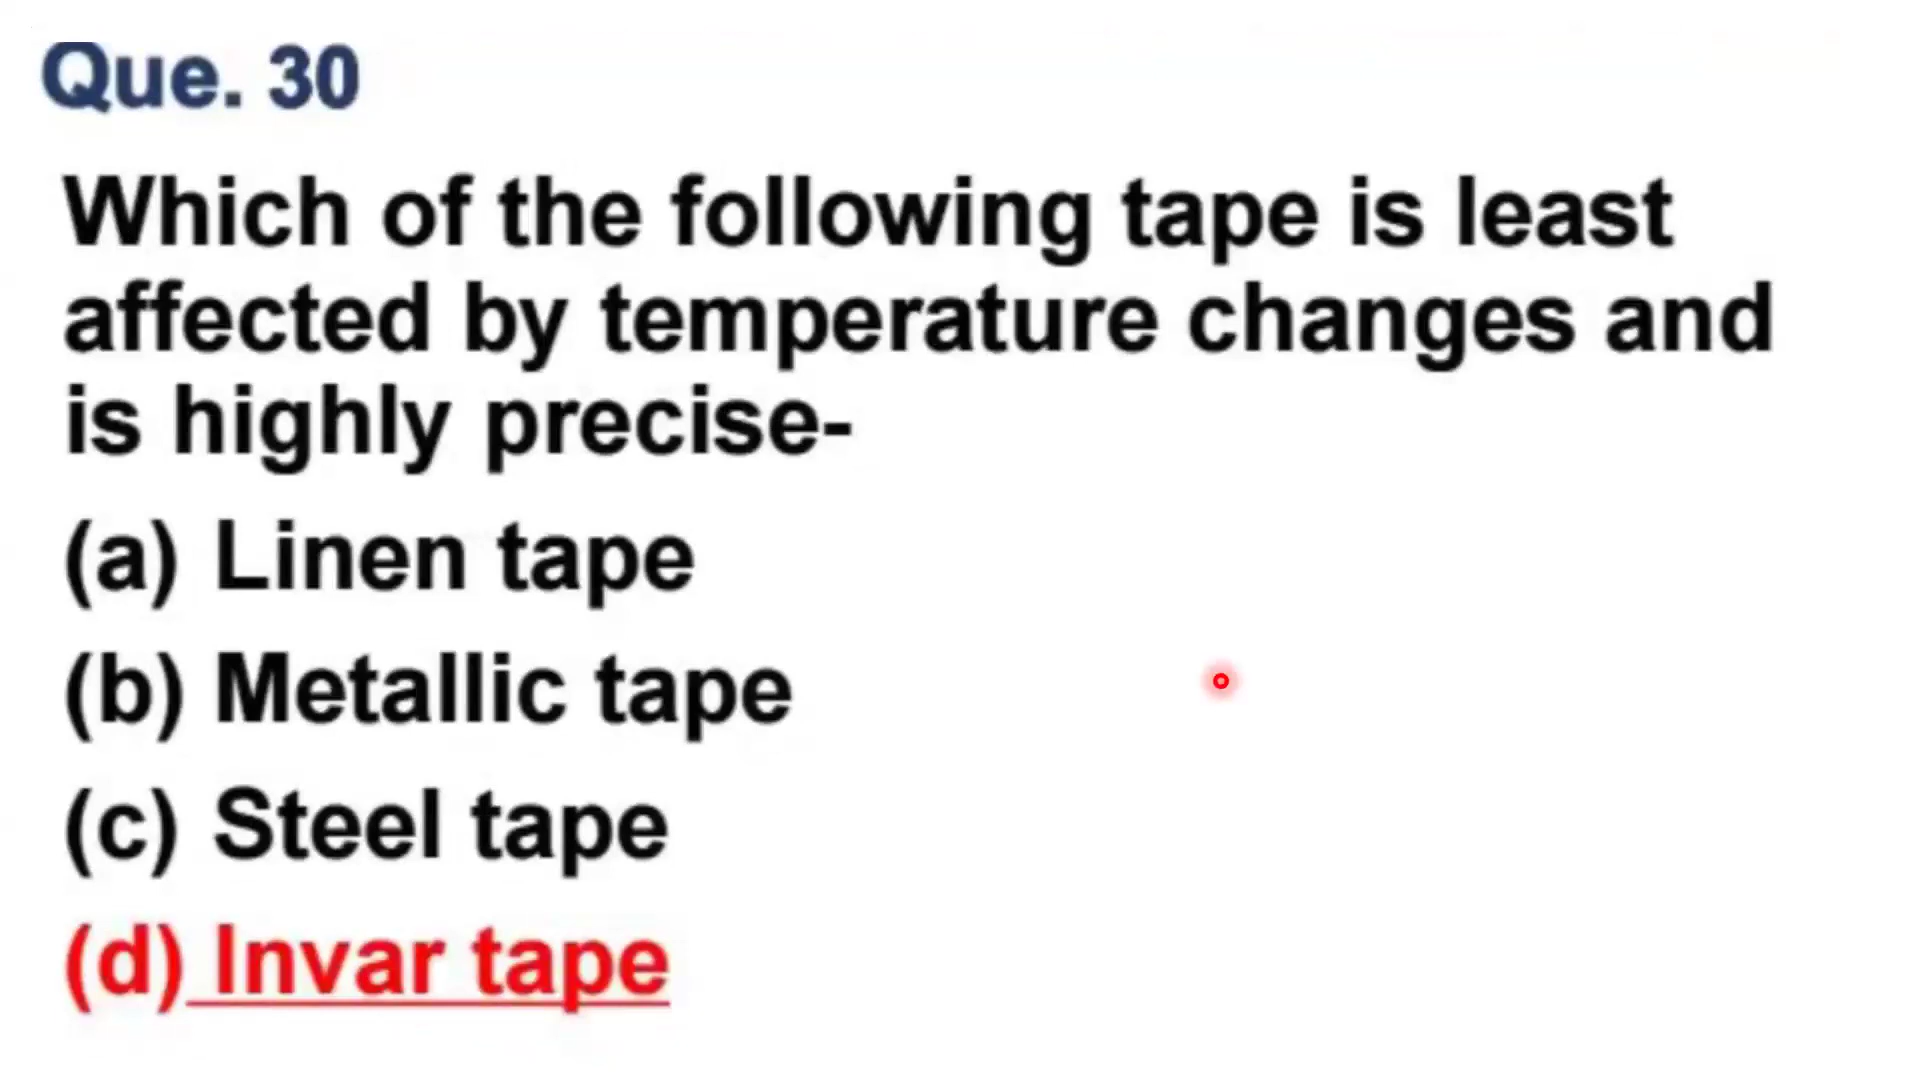 Que. 30
Which of the following tape is least
affected by temperature changes and
is highly precise-
(a) Linen tape
(b) Metallic tape
(c) Steel tape
(d) Invar tape